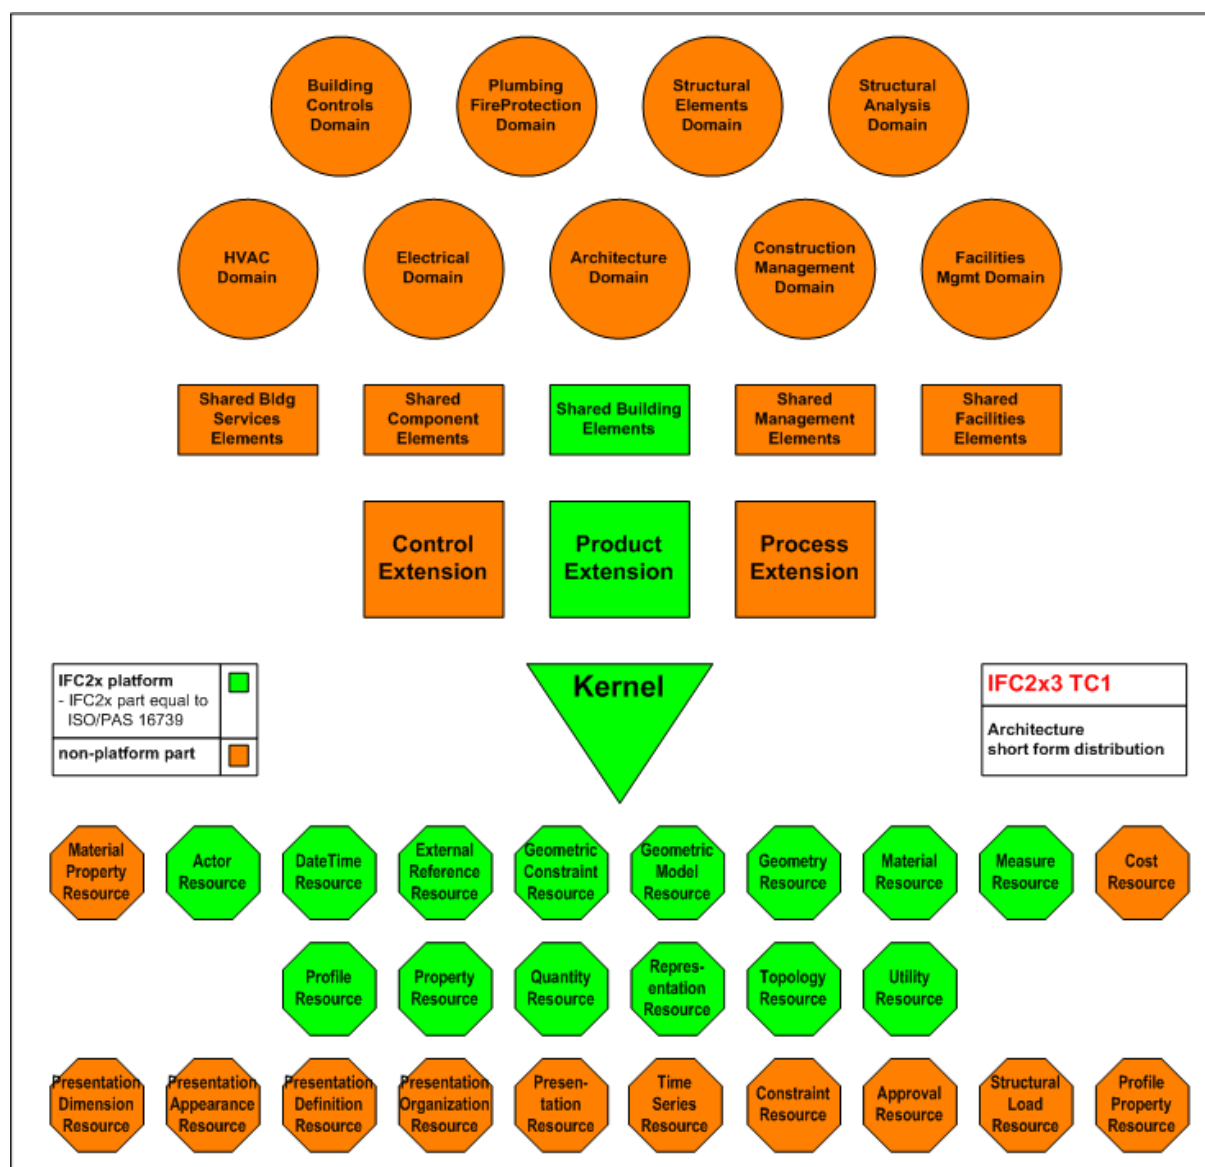 Building
Controls
Domain
Plumbing
FireProtection
Domain
Structural
Elements
Domain
Structural
Analysis
Domain
HVAC
Domain
Electrical
Domain
Architecture
Domain
Construction
Management
Domain
Facilities
Mgmt Domain
Shared Bldg
Services
Elements
Shared
Component
Elements
Shared Building
Elements
Shared
Management
Elements
Shared
Facilities
Elements
Control
Extension
Product
Extension
Process
Extension
IFC2x platform
- IFC2x part equal to
ISO/PAS 16739
non-platform part
Kernel
IFC2x3 TC1
Architecture
short form distribution
Material
Property
Resource
Actor
Resource
DateTime
Resource
External
Reference
Resource
Geometric
Constraint
Resource
Geometric
Model
Resource
Geometry
Resource
Material
Resource
Measure
Resource
Cost
Resource
Profile
Resource
Property
Resource
Quantity
Resource
Repres-
entation
Resource
Topology
Resource
Utility
Resource
Presentation
Dimension
Resource
Presentation
Appearance
Resource
Presentation
Definition
Resource
Presentation
Organization
Resource
Presen-
tation
Resource
Time
Series
Resource
Constraint
Resource
Approval
Resource
Structural
Load
Resource
Profile
Property
Resource